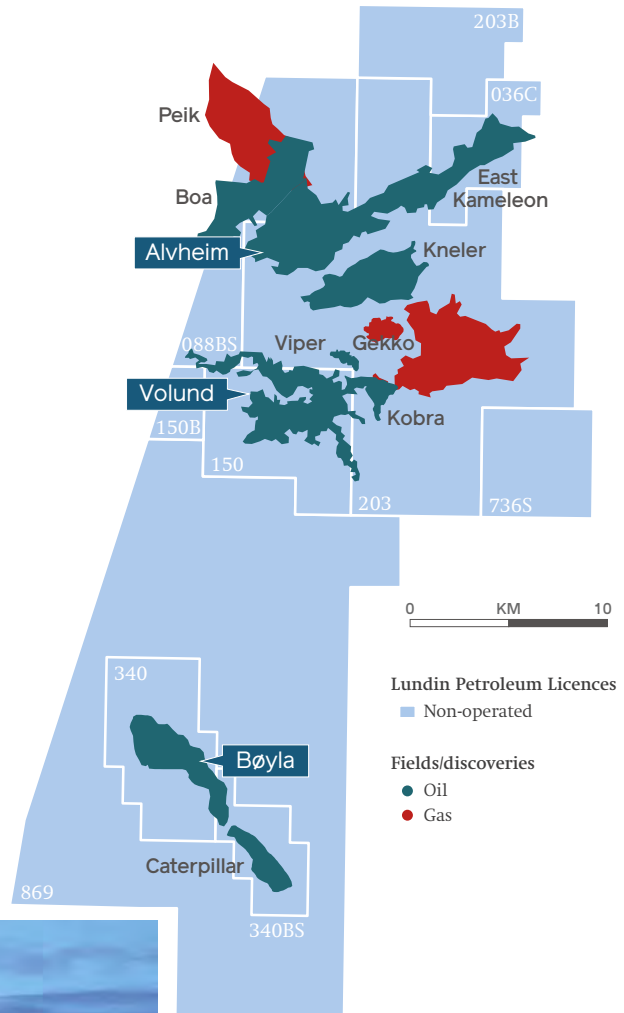 203B
036C
Peik
East
Kameleon
Boa
Alvheim
Kneler
088BS
Viper
Gekko
Volund
Kobra
150B
150
203
736S
0 KM 10
340
Lundin Petroleum Licences
Non-operated
Bøyla
Fields/discoveries
Oil
Gas
Caterpillar
869
340BS